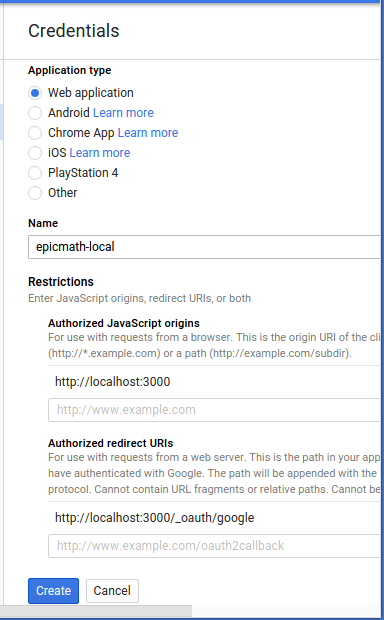 Credentials
Application type
Web application
Android Learn more
Chrome App Learn more
iOS Learn more
PlayStation 4
Other
Name
epicmath-local
Restrictions
Enter JavaScript origins, redirect URIs, or both
Authorized JavaScript origins
For use with requests from a browser. This is the origin URI of the
(http://*.example.com) or a path (http://example.com/subdir).
http://localhost:3000
http://www.example.com
Authorized redirect URIs
For use with requests from a web server. This is the path in your app
have authenticated with Google. The path will be appended with the
protocol. Cannot contain URL fragments or relative paths. Cannot be
http://localhost:3000/_oauth/google
http://www.example.com/oauth2callback
Create Cancel